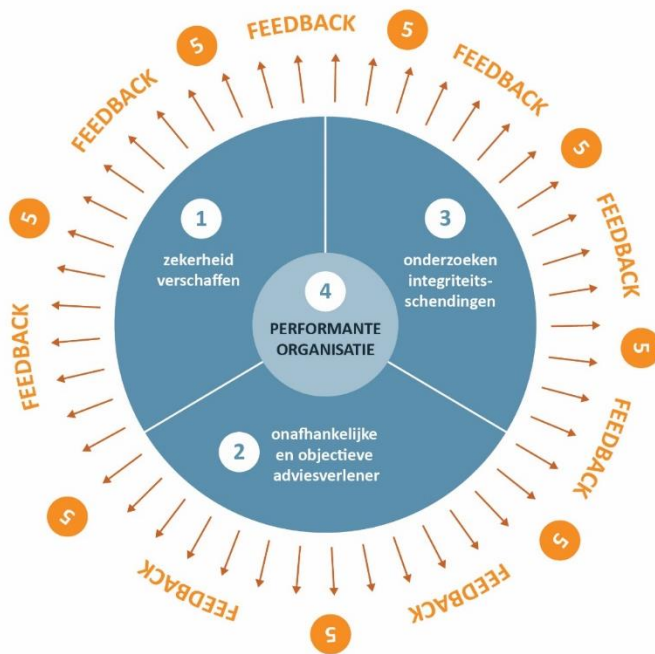 FEEDBACK
5
FEEDBACK
5
FEEDBACK
5
FEEDBACK
5
FEEDBACK
5
FEEDBACK
5
FEEDBACK
5
FEEDBACK
5
1
zekerheid
verschaffen
3
onderzoeken
integriteits-
schendingen
4
PERFORMANTE
ORGANISATIE
2
onafhankelijke
en objectieve
adviesverlener